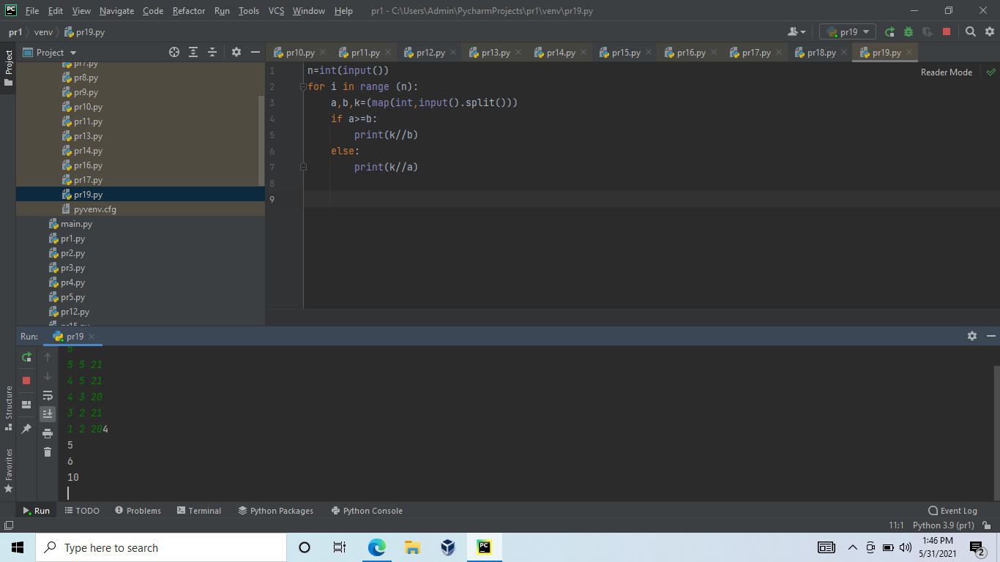 PC File Edit View Navigate Code Refactor Run Tools VCS Window Help pr1 - C:\Users\Admin\PycharmProjects\pr1\venv\pr19.py
pr1 venv pr19.py pr19
Project
Project
pr10.py pr11.py pr12.py pr13.py pr14.py pr15.py pr16.py pr17.py pr18.py pr19.py
pr7.py
pr8.py
pr9.py
pr10.py
pr11.py
pr13.py
pr14.py
pr16.py
pr17.py
pr19.py
pyvenv.cfg
main.py
pr1.py
pr2.py
pr3.py
pr4.py
pr5.py
pr12.py
pr15.py
Reader Mode
1 n=int(input())
2 for i in range (n):
3     a,b,k=(map(int,input().split()))
4     if a>=b:
5         print(k//b)
6     else:
7         print(k//a)
8
9
Run: pr19
5
5 5 21
4 5 21
4 3 20
3 2 21
1 2 204
5
6
10
Structure
Favorites
Run TODO Problems Terminal Python Packages Python Console Event Log
11:1 Python 3.9 (pr1)
Type here to search
PC
1:46 PM
5/31/2021
2